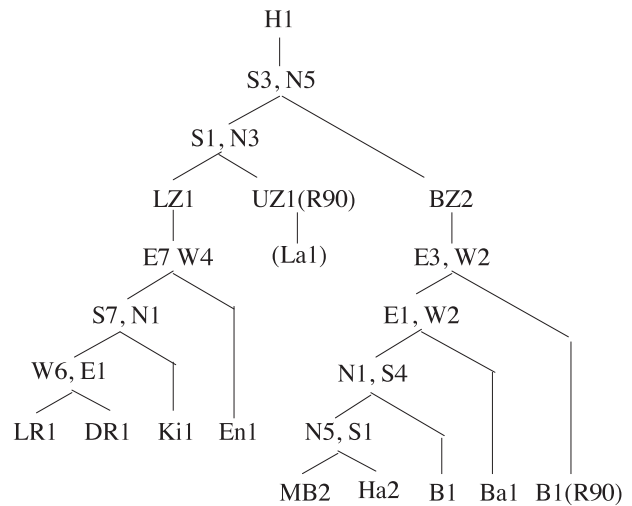 H1
S3, N5
S1, N3
LZ1 UZ1(R90) BZ2
E7 W4 (La1) E3, W2
S7, N1 E1, W2
W6, E1 N1, S4
LR1 DR1 Ki1 En1 N5, S1
MB2 Ha2 B1 Ba1 B1(R90)